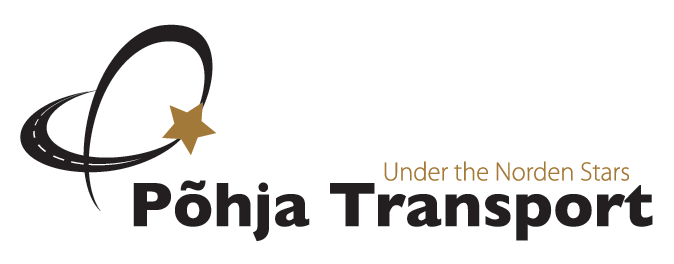 Under the Norden Stars
Põhja Transport